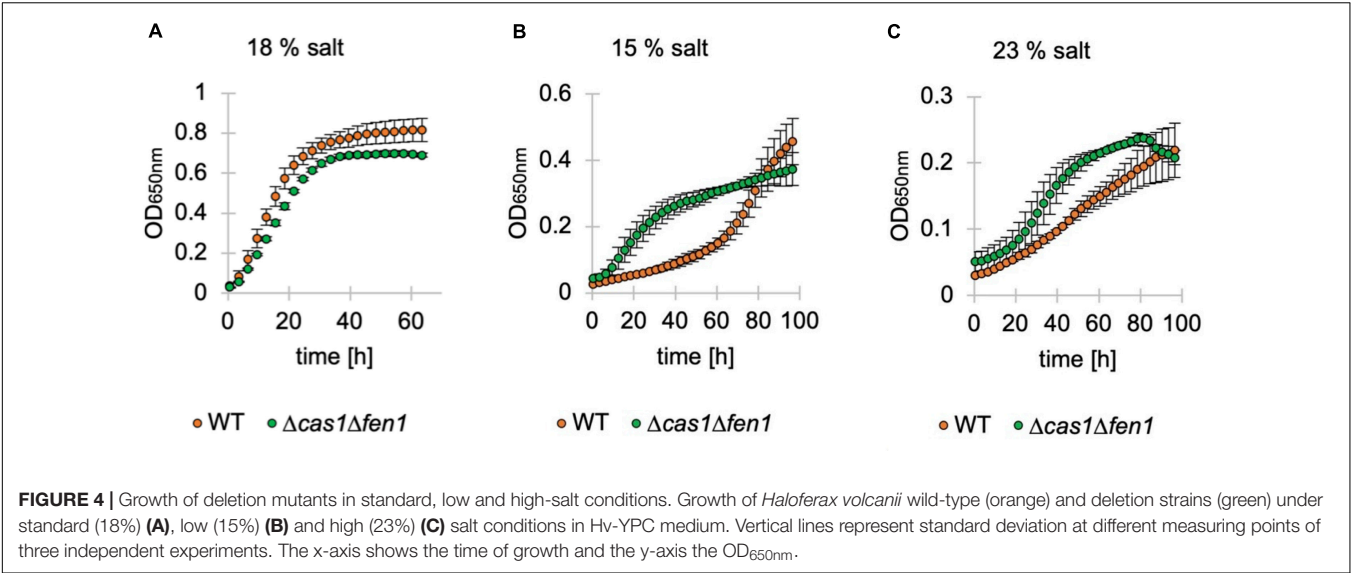 A
18 % salt
1
0.8
0.6
0.4
0.2
0
OD650nm
0 20 40 60
time [h]
WT Δcas1Δfen1
B
15 % salt
0.6
0.4
0.2
0
OD650nm
0 20 40 60 80 100
time [h]
WT Δcas1Δfen1
C
23 % salt
0.3
0.2
0.1
0
OD650nm
0 20 40 60 80 100
time [h]
WT Δcas1Δfen1
FIGURE 4 | Growth of deletion mutants in standard, low and high-salt conditions. Growth of Haloferax volcanii wild-type (orange) and deletion strains (green) under
standard (18%) (A), low (15%) (B) and high (23%) (C) salt conditions in Hv-YPC medium. Vertical lines represent standard deviation at different measuring points of
three independent experiments. The x-axis shows the time of growth and the y-axis the OD650nm.